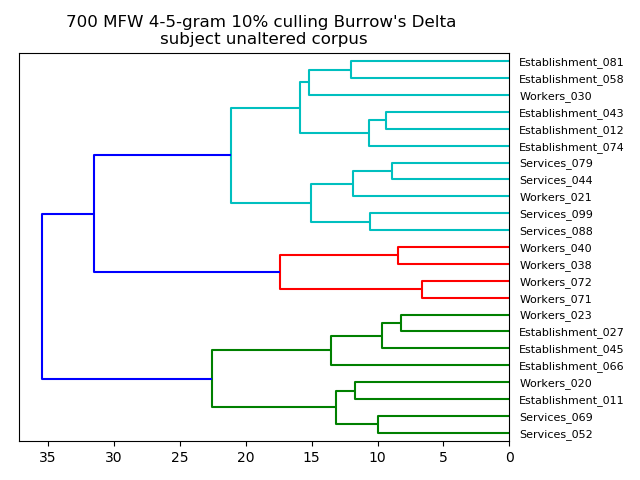 700 MFW 4-5-gram 10% culling Burrow's Delta
subject unaltered corpus
Establishment_081
Establishment_058
Workers_030
Establishment_043
Establishment_012
Establishment_074
Services_079
Services_044
Workers_021
Services_099
Services_088
Workers_040
Workers_038
Workers_072
Workers_071
Workers_023
Establishment_027
Establishment_045
Establishment_066
Workers_020
Establishment_011
Services_069
Services_052
35 30 25 20 15 10 5 0